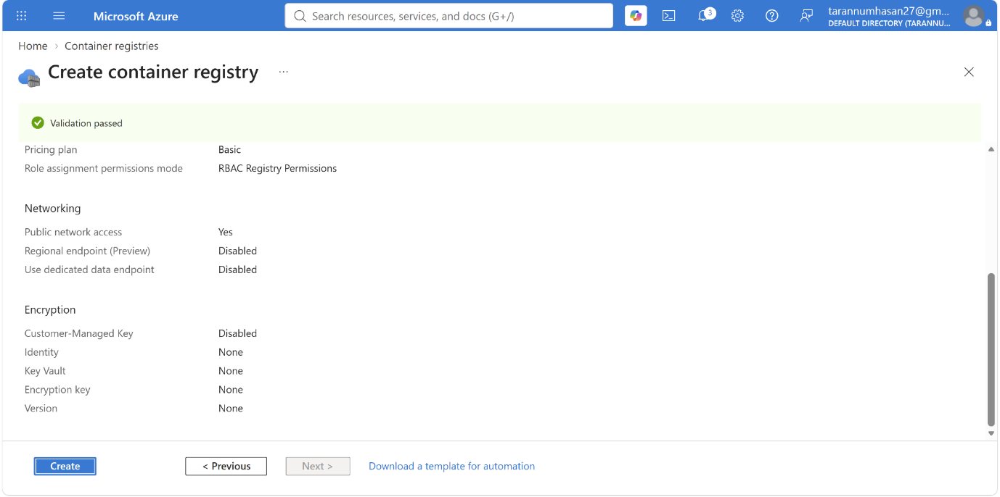 Microsoft Azure
Search resources, services, and docs (G+/)
3
tarannumhasan27@gm...
DEFAULT DIRECTORY (TARANNU...
Home > Container registries
Create container registry ...
Validation passed
Pricing plan Basic
Role assignment permissions mode RBAC Registry Permissions
Networking
Public network access Yes
Regional endpoint (Preview) Disabled
Use dedicated data endpoint Disabled
Encryption
Customer-Managed Key Disabled
Identity None
Key Vault None
Encryption key None
Version None
Create < Previous Next > Download a template for automation